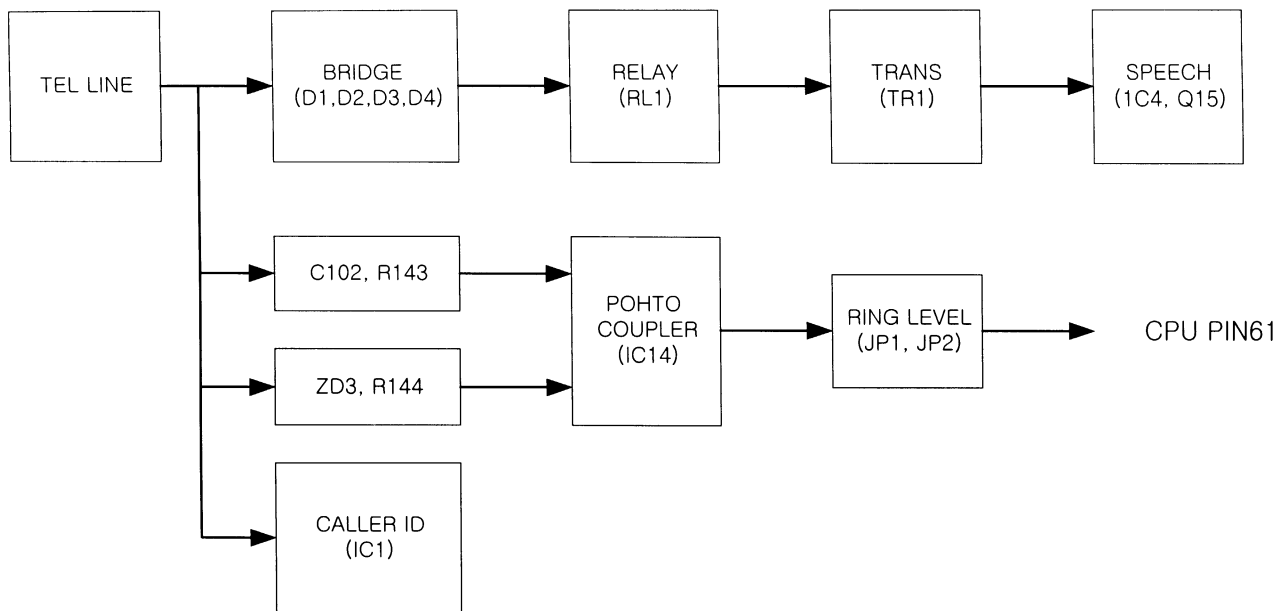 TEL LINE
BRIDGE
(D1,D2,D3,D4)
RELAY
(RL1)
TRANS
(TR1)
SPEECH
(1C4, Q15)
C102, R143
POHTO
COUPLER
(IC14)
RING LEVEL
(JP1, JP2)
CPU PIN61
ZD3, R144
CALLER ID
(IC1)